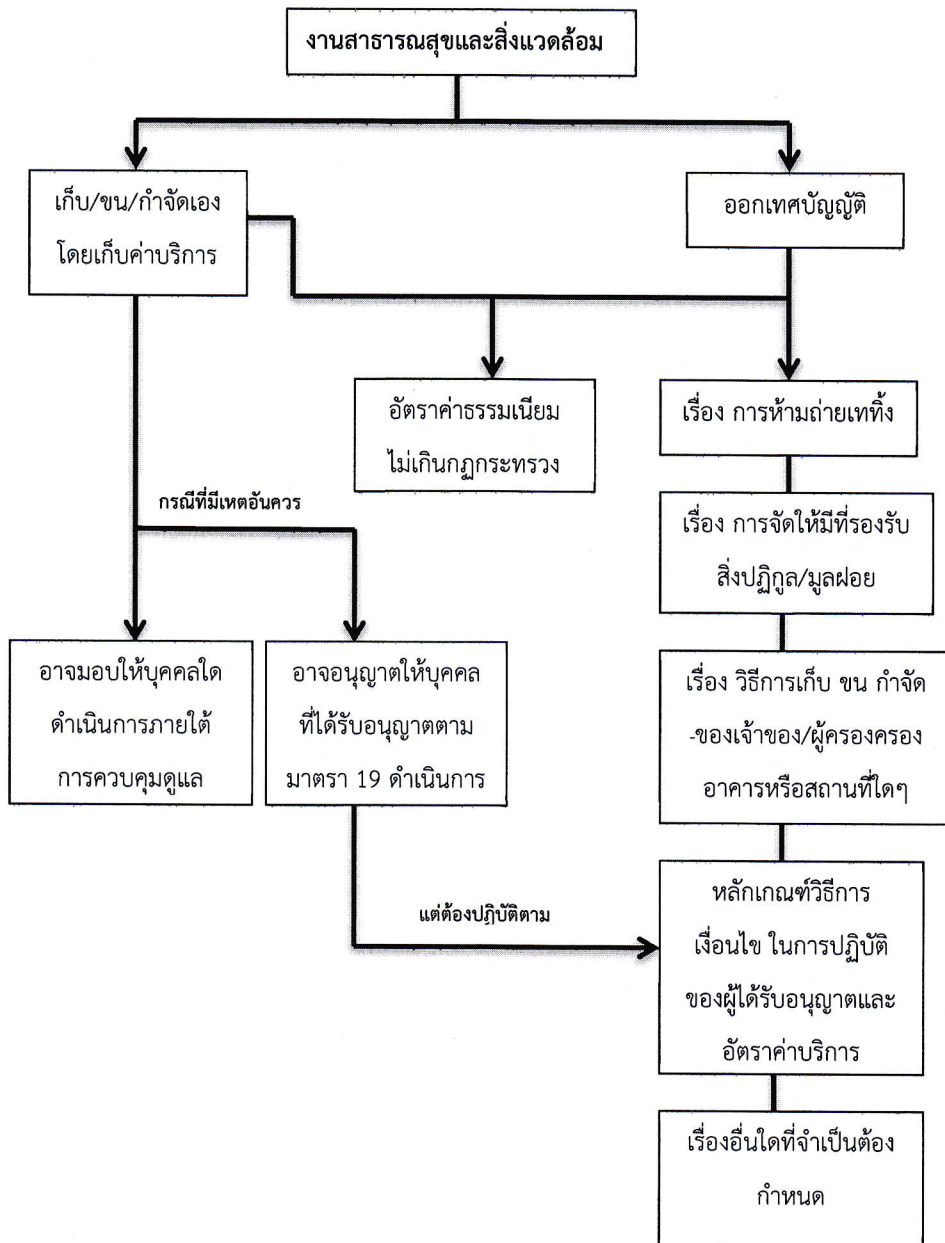 งานสาธารณสุขและสิ่งแวดล้อม
เก็บ/ขน/กำจัดเอง
โดยเก็บค่าบริการ
ออกเทศบัญญัติ
อัตราค่าธรรมเนียม
ไม่เกินกฎกระทรวง
เรื่อง การห้ามถ่ายเททิ้ง
กรณีที่มีเหตุอันควร
เรื่อง การจัดให้มีที่รองรับ
สิ่งปฏิกูล/มูลฝอย
อาจมอบให้บุคคลใด
ดำเนินการภายใต้
การควบคุมดูแล
อาจอนุญาตให้บุคคล
ที่ได้รับอนุญาตตาม
มาตรา 19 ดำเนินการ
เรื่อง วิธีการเก็บ ขน กำจัด
-ของเจ้าของ/ผู้ครองครอง
อาคารหรือสถานที่ใดๆ
แต่ต้องปฏิบัติตาม
หลักเกณฑ์วิธีการ
เงื่อนไข ในการปฏิบัติ
ของผู้ได้รับอนุญาตและ
อัตราค่าบริการ
เรื่องอื่นใดที่จำเป็นต้อง
กำหนด